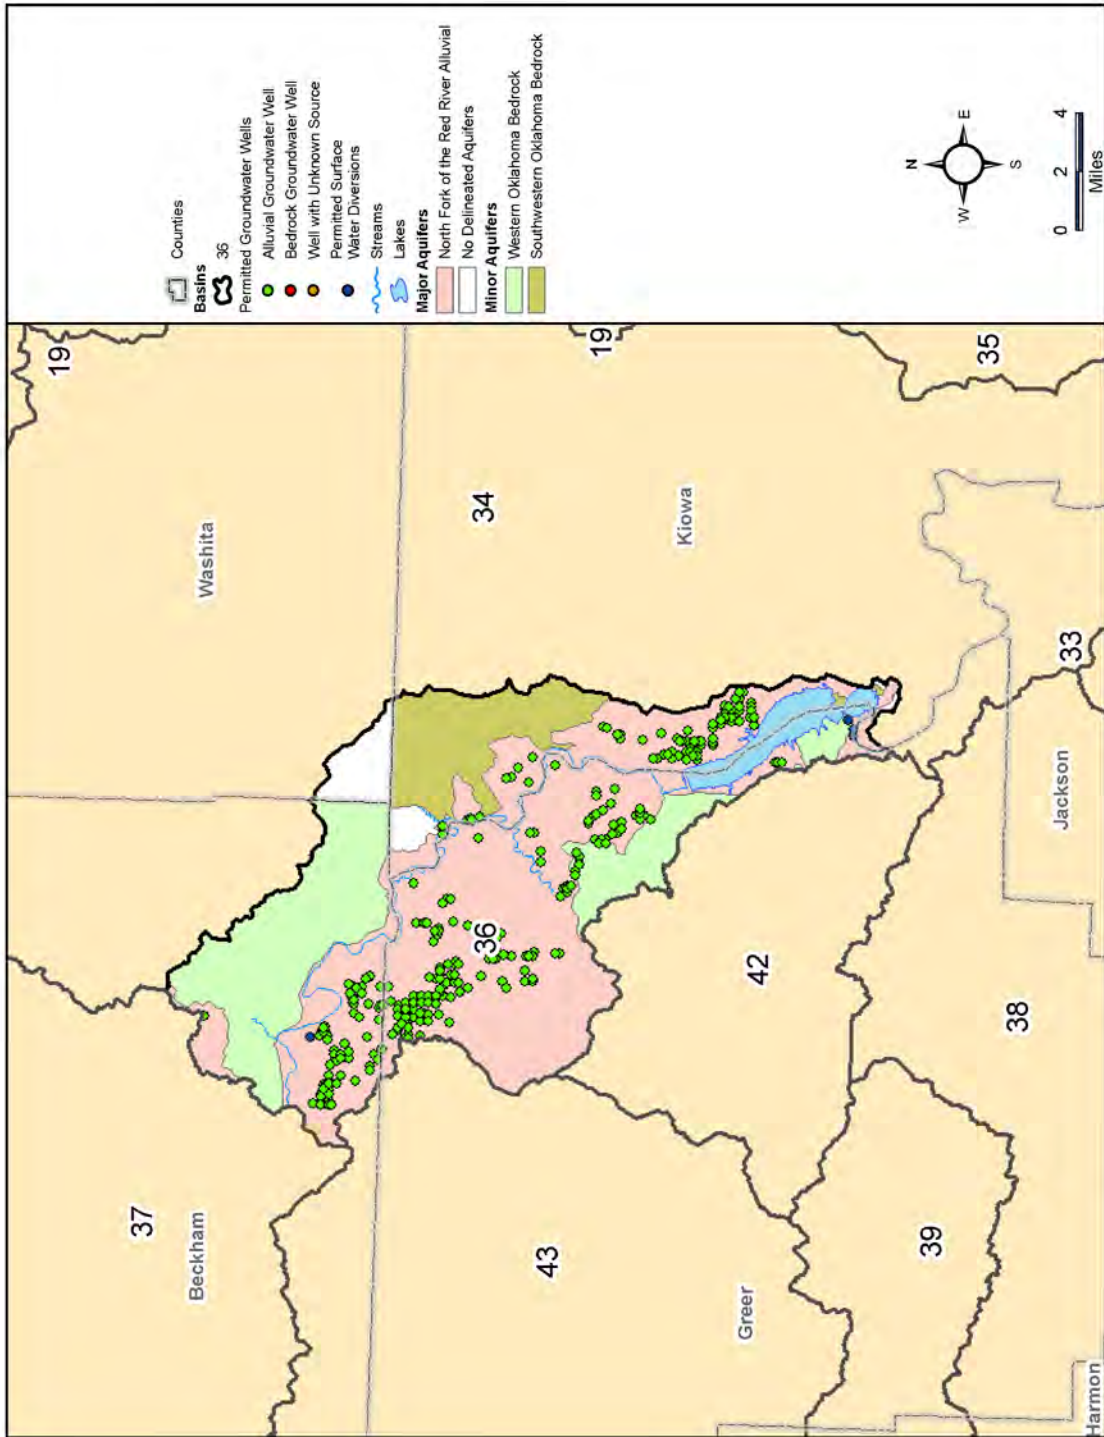 Counties
Basins
36
Permitted Groundwater Wells
Alluvial Groundwater Well
Bedrock Groundwater Well
Well with Unknown Source
Permitted Surface
Water Diversions
Streams
Lakes
Major Aquifers
North Fork of the Red River Alluvial
No Delineated Aquifers
Minor Aquifers
Western Oklahoma Bedrock
Southwestern Oklahoma Bedrock
N
W
E
S
0 2 4
Miles
19
Washita
34
19
Kiowa
35
33
37
Beckham
36
43
42
Jackson
38
39
Greer
Harmon